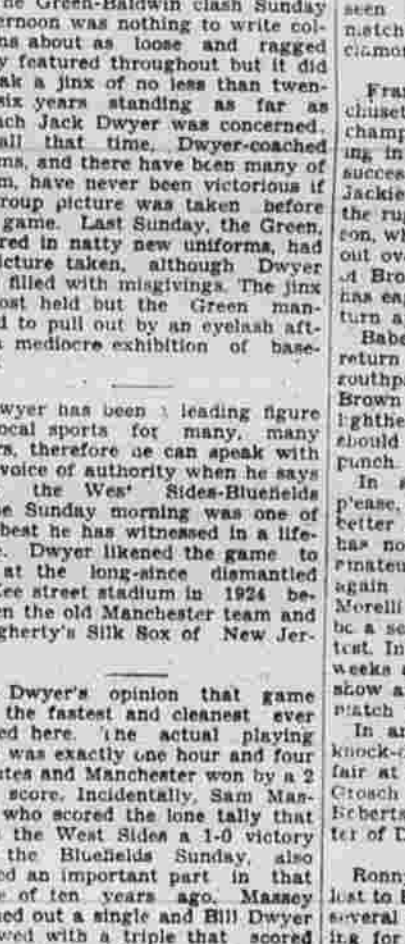 he Green-Baldwin clash Sunday
ernoon was nothing to write col-
ns about as loose and ragged
y featured throughout but it did
ak a jinx of no less than twen-
six years standing as far as
ach Jack Dwyer was concerned.
all that time, Dwyer-coached
ms, and there have been many of
m, have never been victorious if
roup picture was taken before
game. Last Sunday, the Green,
red in natty new uniforms, had
icture taken, although Dwyer
filled with misgivings. The jinx
ost held but the Green man-
d to pull out by an eyelash aft-
mediocre exhibition of base-
wyer has been leading figure
ocal sports for many, many
rs, therefore he can speak with
voice of authority when he says
the West Sides-Bluefields
e Sunday morning was one of
best he has witnessed in a life-
e. Dwyer likened the game to
at the long-since dismantled
ee street stadium in 1924 be-
en the old Manchester team and
gherty's Silk Sox of New Jer-
Dwyer's opinion that game
the fastest and cleanest ever
ed here. The actual playing
was exactly one hour and four
utes and Manchester won by a 2
score. Incidentally, Sam Mas-
who scored the lone tally that
the West Sides a 1-0 victory
the Bluefields Sunday, also
ed an important part in that
e of ten years ago. Massey
ed out a single and Bill Dwyer
wed with a triple that scored
seen
match
clamor
Fran
chuset
champ
ing in
succes
Jackie
the rug
son, wh
out ova
A Bro
has eag
turn a
Babe
return
southpa
Brown
lighthe
should
punch
In a
please,
better
has no
amateu
again
Morelli
be a se
test. In
weeks a
show a
match
In an
knock-o
fair at
Grosch
Roberts
ter of D
Ronny
lost to B
several
ing for